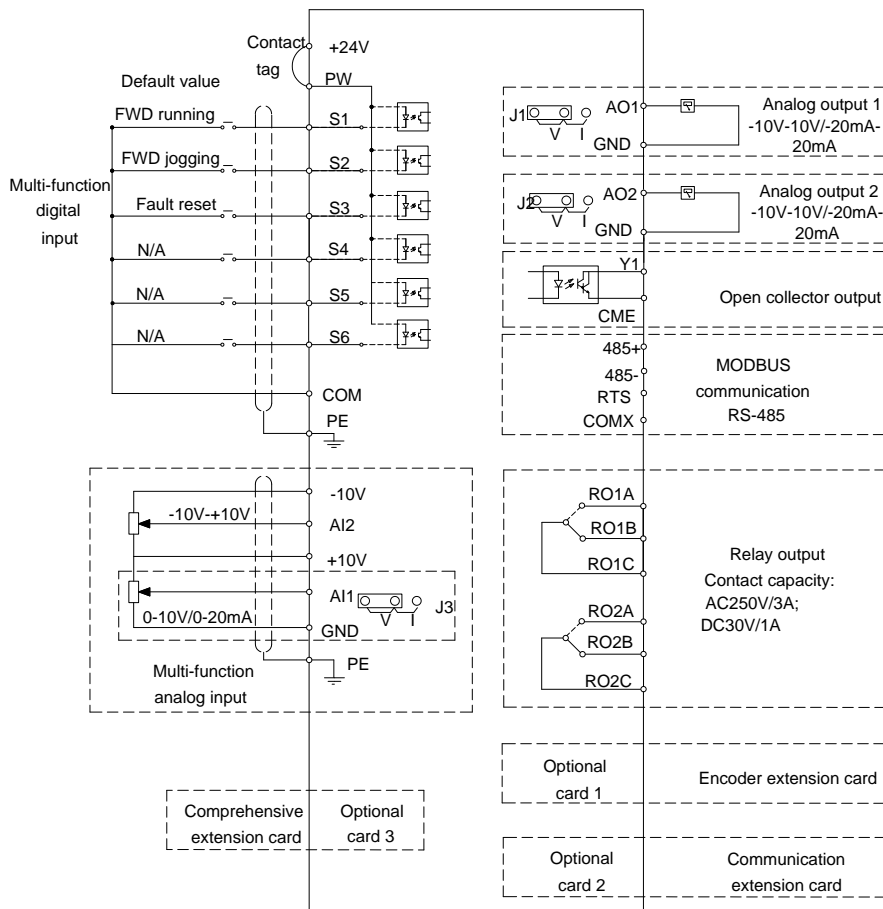 Contact
tag
+24V
PW
Default value
FWD running
S1
FWD jogging
S2
Multi-function
digital
input
Fault reset
S3
N/A
S4
N/A
S5
N/A
S6
COM
PE
-10V
-10V-+10V
AI2
+10V
AI1
V
I
J3
0-10V/0-20mA
GND
Multi-function
analog input
PE
Comprehensive
extension card
Optional
card 3
J1
V
I
AO1
GND
Analog output 1
-10V-10V/-20mA-
20mA
J2
V
I
AO2
GND
Analog output 2
-10V-10V/-20mA-
20mA
Y1
CME
Open collector output
485+
485-
RTS
COMX
MODBUS
communication
RS-485
RO1A
RO1B
RO1C
RO2A
RO2B
RO2C
Relay output
Contact capacity:
AC250V/3A;
DC30V/1A
Optional
card 1
Encoder extension card
Optional
card 2
Communication
extension card